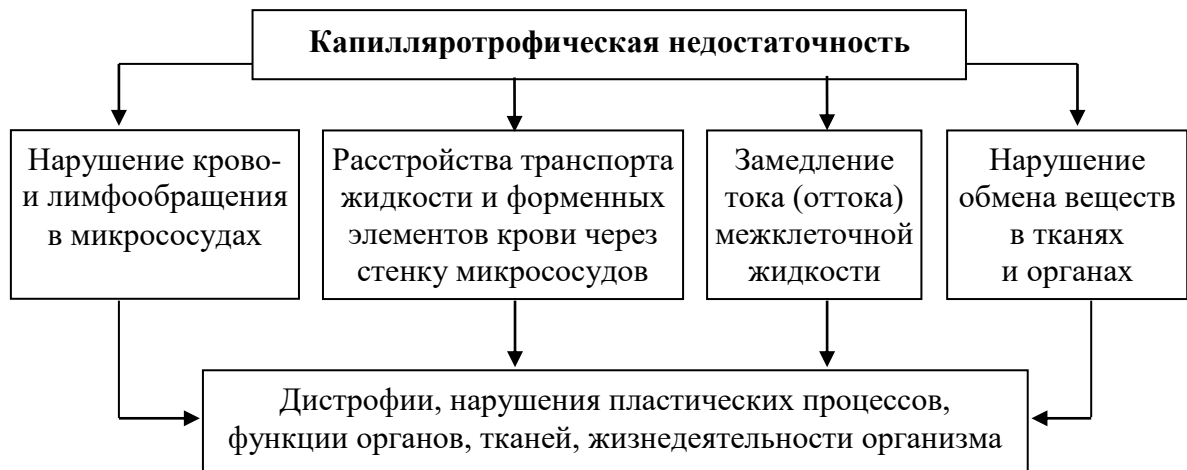 Капилляротрофическая недостаточность
Нарушение крово-
и лимфообращения
в микрососудах
Расстройства транспорта
жидкости и форменных
элементов крови через
стенку микрососудов
Замедление
тока (оттока)
межклеточной
жидкости
Нарушение
обмена веществ
в тканях
и органах
Дистрофии, нарушения пластических процессов,
функции органов, тканей, жизнедеятельности организма